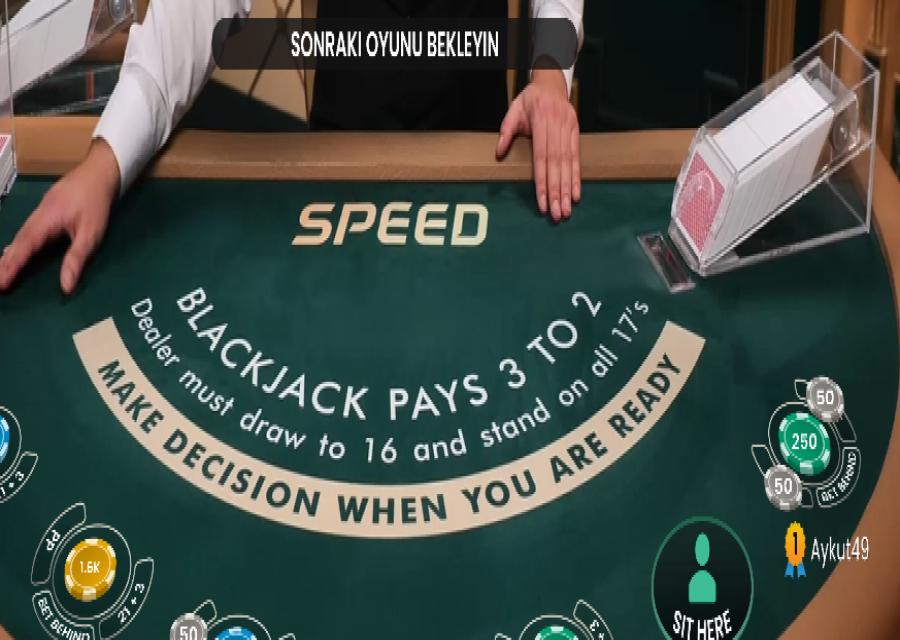 SONRAKI OYUNU BEKLEYIN
SPEED
BLACKJACK PAYS 3 TO 2
Dealer must draw to 16 and stand on all 17's
MAKE DECISION WHEN YOU ARE READY
50
250
50
BET BEHIND
1
Aykut49
PP
1.6K
21 + 3
BET BEHIND
50
SIT HERE